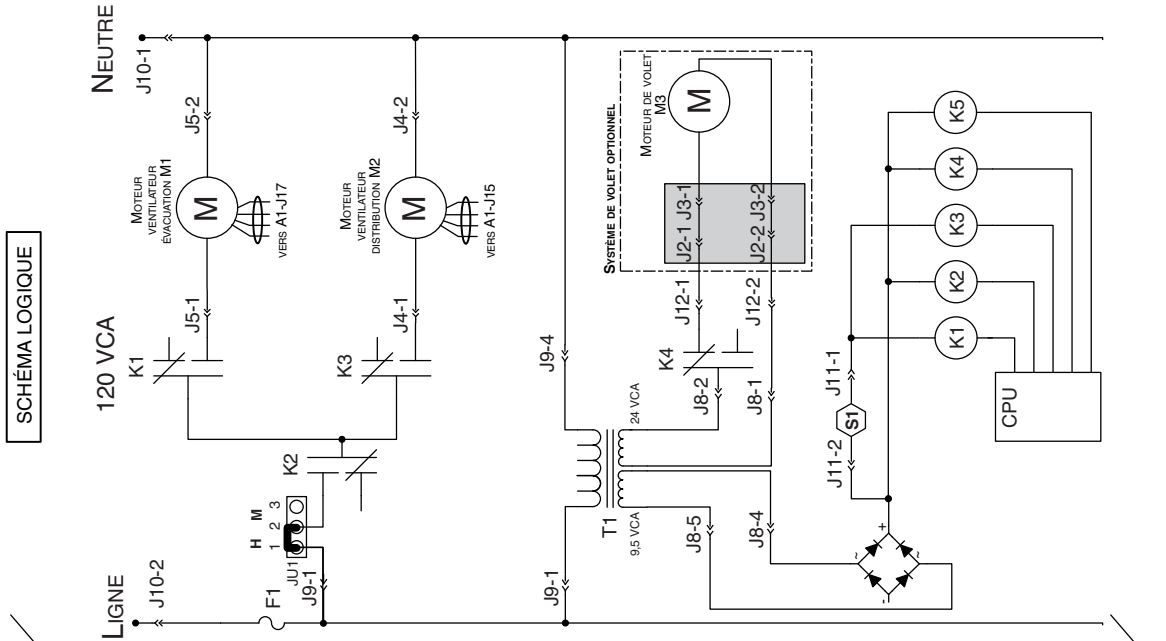 SCHÉMA LOGIQUE
LIGNE
120 VCA
NEUTRE
J10-2
J10-1
F1
J9-1
JU1
H M
1 2 3
K2
K1
J5-1
MOTEUR
VENTILATEUR
ÉVACUATION M1
M
VERS A1-J17
J5-2
K3
J4-1
MOTEUR
VENTILATEUR
DISTRIBUTION M2
M
VERS A1-J15
J4-2
J9-1
T1
J9-4
9,5 VCA
24 VCA
J8-5
J8-4
J8-2
J8-1
K4
J12-1
J12-2
SYSTÈME DE VOLET OPTIONNEL
J2-1 J3-1
J2-2 J3-2
MOTEUR DE VOLET
M3
M
- ~ ~ +
J11-2
S1
J11-1
CPU
K1
K2
K3
K4
K5